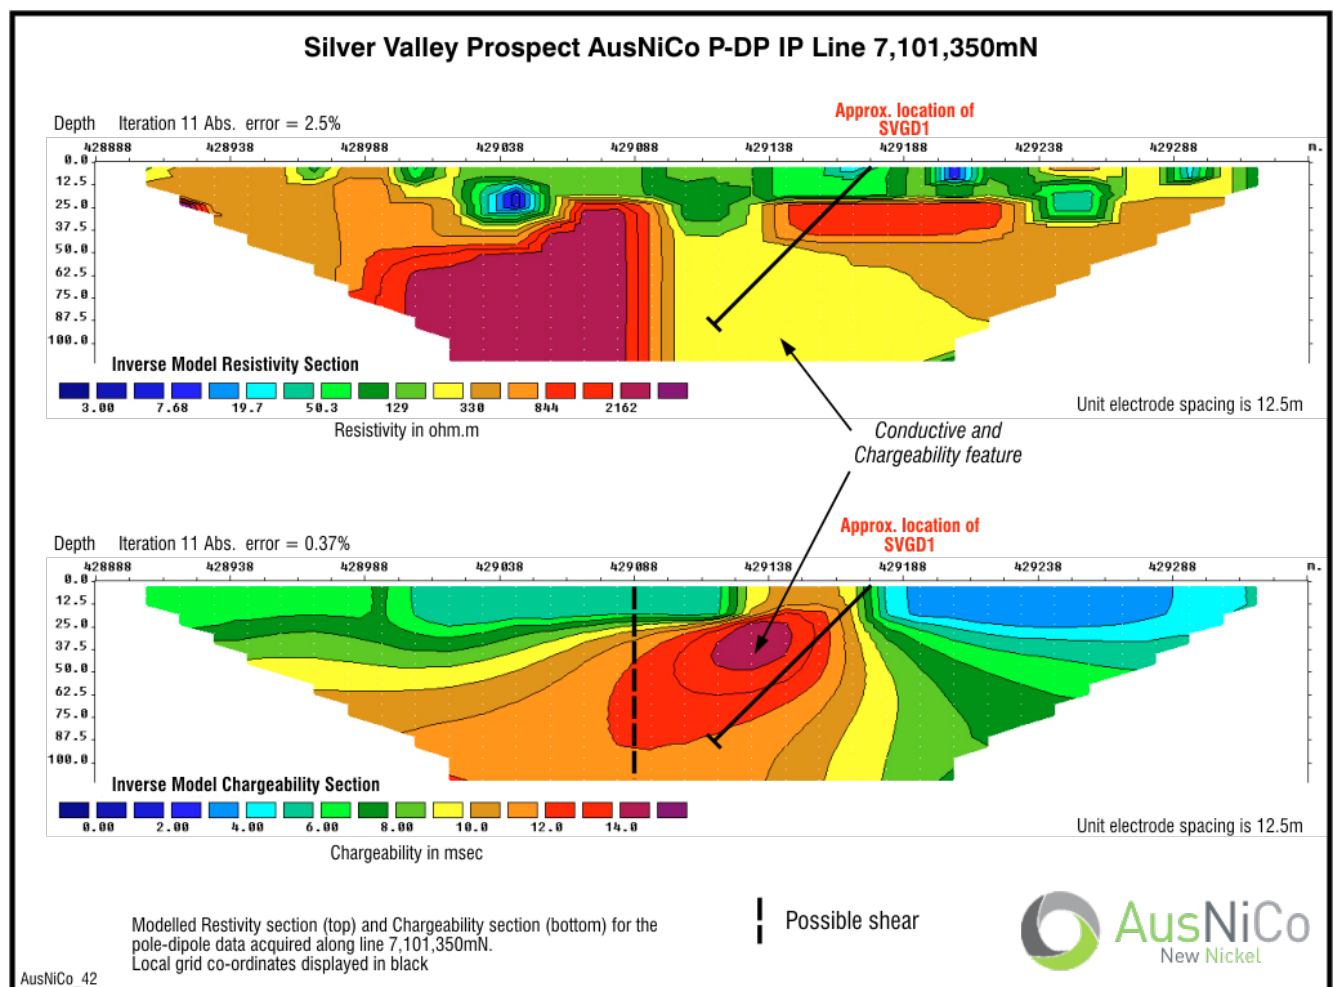 Silver Valley Prospect AusNiCo P-DP IP Line 7,101,350mN
Approx. location of
SVGD1
Depth Iteration 11 Abs. error = 2.5%
428888 428938 428988 429038 429088 429138 429188 429238 429288 m.
0.0
12.5
25.0
37.5
50.0
62.5
75.0
87.5
100.0
Inverse Model Resistivity Section
3.00 7.68 19.7 50.3 129 330 844 2162
Resistivity in ohm.m
Unit electrode spacing is 12.5m
Conductive and
Chargeability feature
Approx. location of
SVGD1
Depth Iteration 11 Abs. error = 0.37%
428888 428938 428988 429038 429088 429138 429188 429238 429288 m.
0.0
12.5
25.0
37.5
50.0
62.5
75.0
87.5
100.0
Inverse Model Chargeability Section
0.00 2.00 4.00 6.00 8.00 10.0 12.0 14.0
Chargeability in msec
Unit electrode spacing is 12.5m
Modelled Restivity section (top) and Chargeability section (bottom) for the
pole-dipole data acquired along line 7,101,350mN.
Local grid co-ordinates displayed in black
Possible shear
AusNiCo
New Nickel
AusNiCo_42